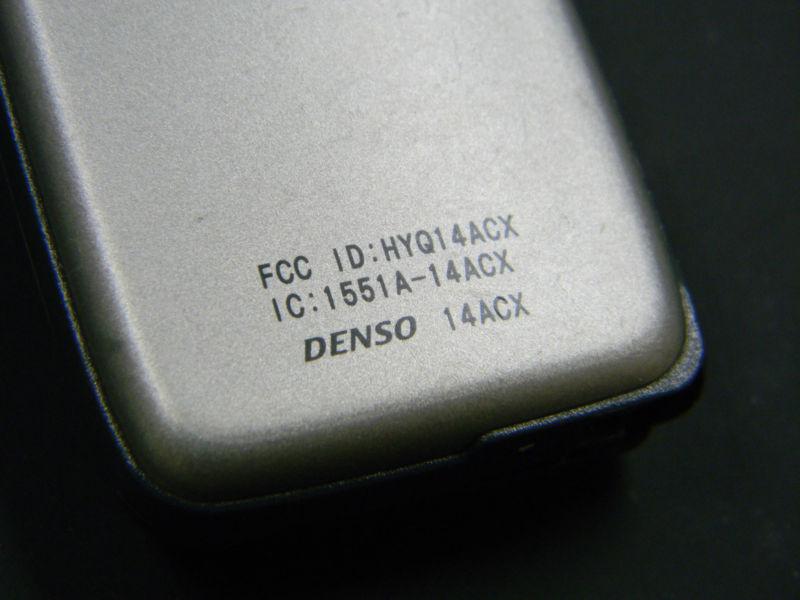 FCC ID:HYQ14ACX
IC:1551A-14ACX
DENSO 14ACX